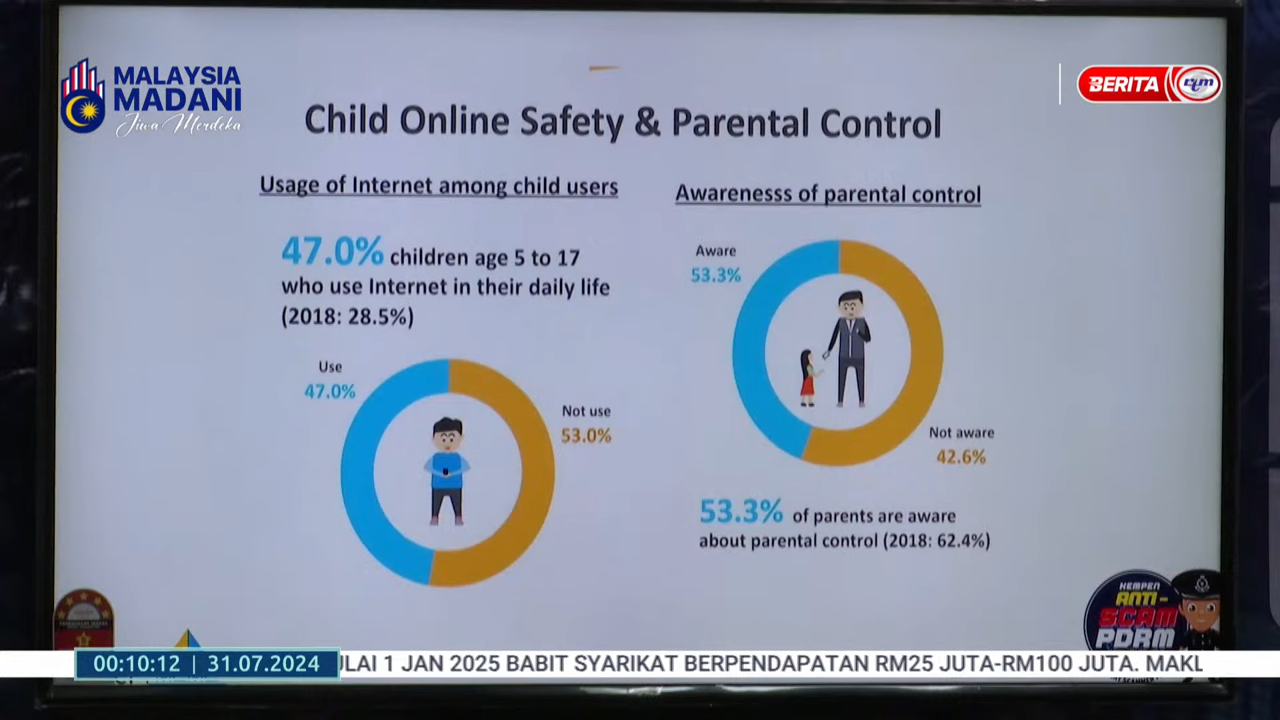 MALAYSIA
MADANI
Jiwa Merdeka
BERITA
Child Online Safety & Parental Control
Usage of Internet among child users
47.0% children age 5 to 17
who use Internet in their daily life
(2018: 28.5%)
Use
47.0%
Not use
53.0%
Awarenesss of parental control
Aware
53.3%
Not aware
42.6%
53.3% of parents are aware
about parental control (2018: 62.4%)
KEMPEN
ANTI-
SCAM
PDRM
00:10:12 | 31.07.2024
ULAI 1 JAN 2025 BABIT SYARIKAT BERPENDAPATAN RM25 JUTA-RM100 JUTA. MAKL